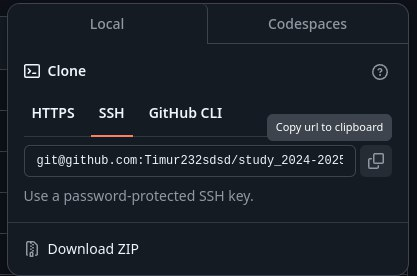 Local
Codespaces
Clone
HTTPS
SSH
GitHub CLI
Copy url to clipboard
git@github.com:Timur232sdsd/study_2024-2025
Use a password-protected SSH key.
Download ZIP